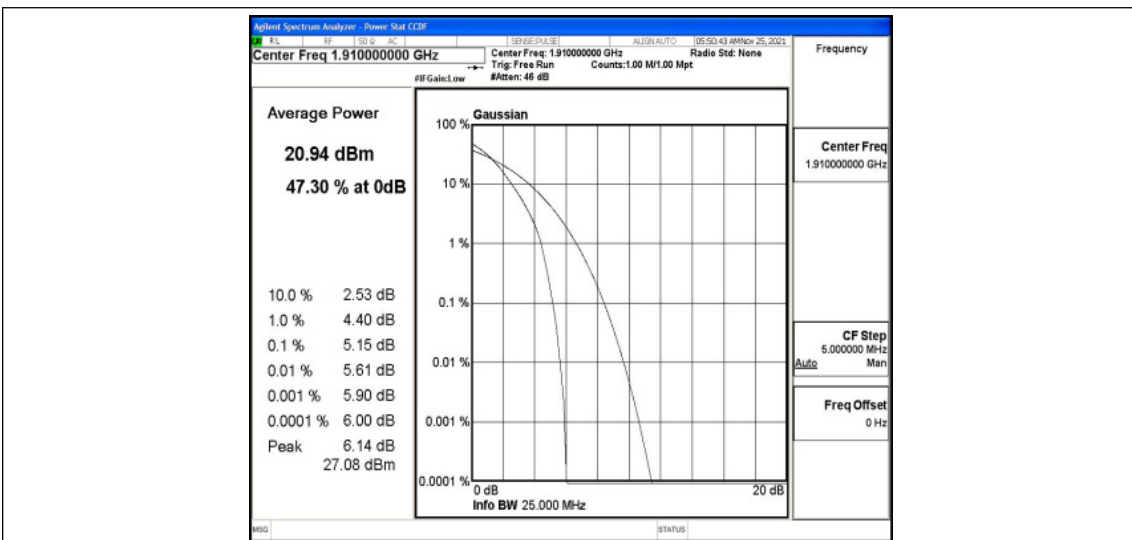 Agilent Spectrum Analyzer - Power Stat CCDF
RL RF 50 Ω AC SENSE:PULSE ALIGN AUTO 05:50:43 AM Nov 25, 2021
Center Freq 1.910000000 GHz
Center Freq: 1.910000000 GHz Radio Std: None
Trig: Free Run Counts:1.00 M/1.00 Mpt
#IFGain:Low #Atten: 46 dB
Frequency
Average Power
20.94 dBm
47.30 % at 0dB
10.0 % 2.53 dB
1.0 % 4.40 dB
0.1 % 5.15 dB
0.01 % 5.61 dB
0.001 % 5.90 dB
0.0001 % 6.00 dB
Peak 6.14 dB
27.08 dBm
Gaussian
100 %
10 %
1 %
0.1 %
0.01 %
0.001 %
0.0001 %
0 dB 20 dB
Info BW 25.000 MHz
Center Freq
1.910000000 GHz
CF Step
5.000000 MHz
Auto Man
Freq Offset
0 Hz
MSG STATUS